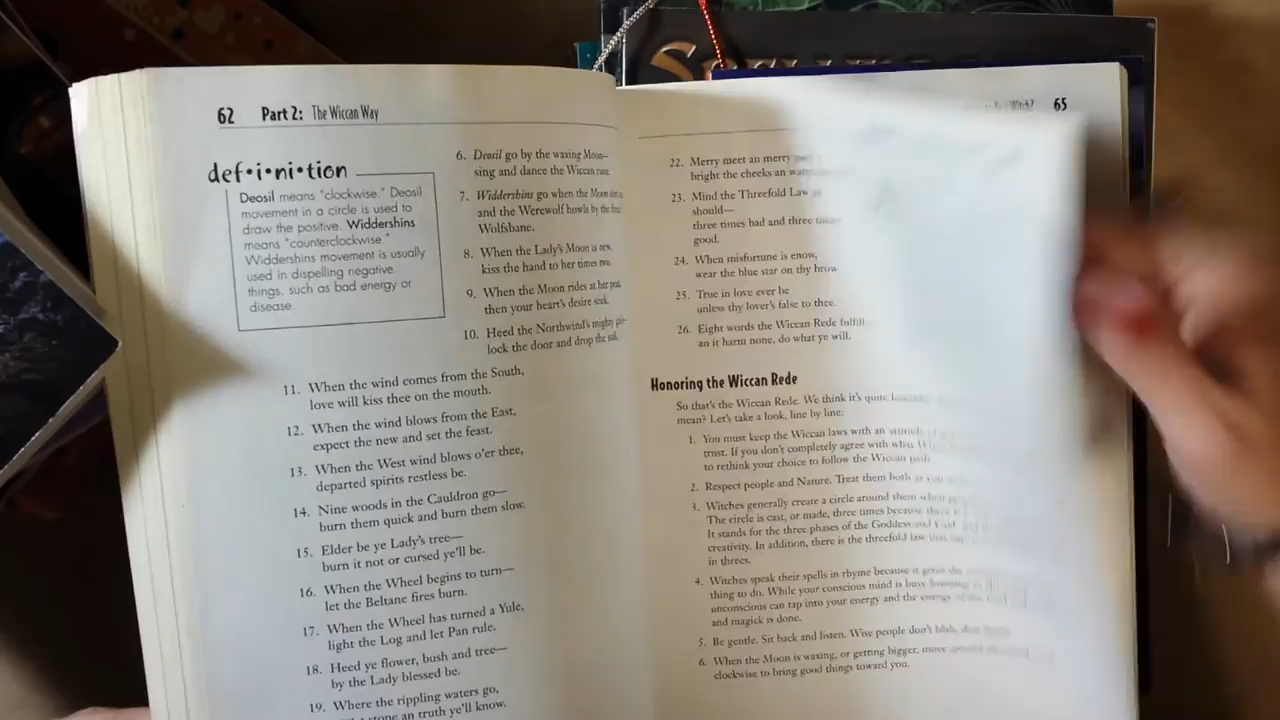 SPELL
62 Part 2: The Wiccan Way
def•i•ni•tion
Deosil means "clockwise." Deosil
movement in a circle is used to
draw the positive. Widdershins
means "counterclockwise."
Widdershins movement is usually
used in dispelling negative
things, such as bad energy or
disease.
6. Deosil go by the waxing Moon—
sing and dance the Wiccan rune.
7. Widdershins go when the Moon
and the Werewolf howls by the
Wolfsbane.
8. When the Lady's Moon is new,
kiss the hand to her times two.
9. When the Moon rides at her peak
then your heart's desire seek.
10. Heed the Northwind's mighty
lock the door and drop the sail.
11. When the wind comes from the South,
love will kiss thee on the mouth.
12. When the wind blows from the East,
expect the new and set the feast.
13. When the West wind blows o'er thee,
departed spirits restless be.
14. Nine woods in the Cauldron go—
burn them quick and burn them slow.
15. Elder be ye Lady's tree—
burn it not or cursed ye'll be.
16. When the Wheel begins to turn—
let the Beltane fires burn.
17. When the Wheel has turned a Yule,
light the Log and let Pan rule.
18. Heed ye flower, bush and tree—
by the Lady blessed be.
19. Where the rippling waters go,
stone an truth ye'll know.
Witch? 65
22. Merry meet an merry
bright the cheeks an
23. Mind the Threefold Law
should—
three times bad and three
good.
24. When misfortune is enow,
wear the blue star on thy brow
25. True in love ever be
unless thy lover's false to thee.
26. Eight words the Wiccan Rede fulfill
an it harm none, do what ye will.
Honoring the Wiccan Rede
So that's the Wiccan Rede. We think it's quite
mean? Let's take a look, line by line:
1. You must keep the Wiccan laws with an
trust. If you don't completely agree with what
to rethink your choice to follow the Wiccan path
2. Respect people and Nature. Treat them both as you
3. Witches generally create a circle around them when
The circle is cast, or made, three times because
It stands for the three phases of the Goddess and
creativity. In addition, there is the threefold law
in threes.
4. Witches speak their spells in rhyme because it gives the
thing to do. While your conscious mind is busy
unconscious can tap into your energy and the energy of the
and magick is done.
5. Be gentle. Sit back and listen. Wise people don't blah,
6. When the Moon is waxing, or getting bigger, move around
clockwise to bring good things toward you.